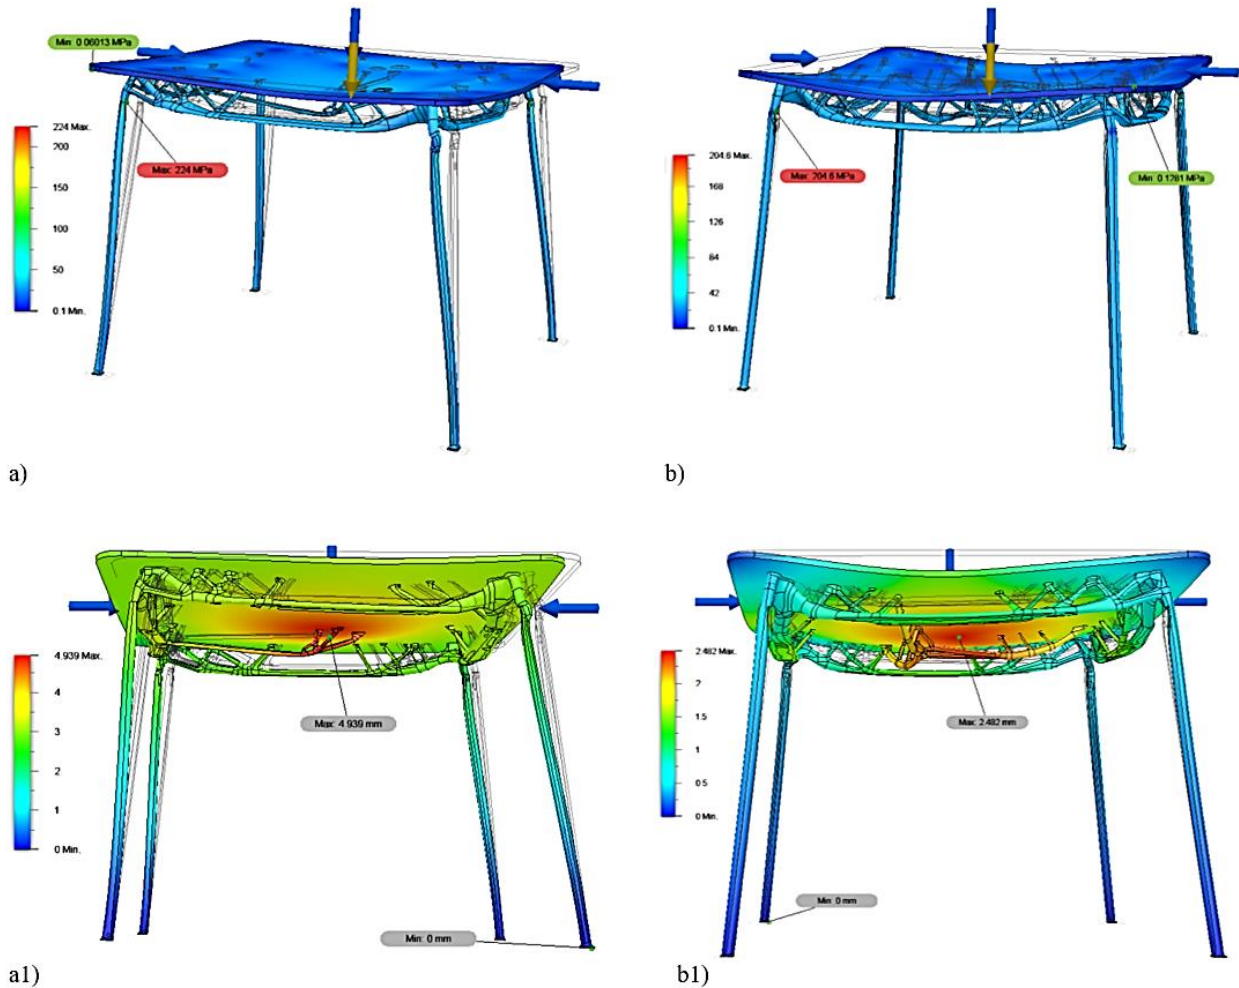 Min: 0.06013 MPa
224 Max.
200
150
100
50
0.1 Min.
Max: 224 MPa
a)
204.6 Max.
168
126
84
42
0.1 Min.
Max: 204.6 MPa
Min: 0.1281 MPa
b)
4.939 Max.
4
3
2
1
0 Min.
Max: 4.939 mm
Min: 0 mm
a1)
2.482 Max.
2
1.5
1
0.5
0 Min.
Max: 2.482 mm
Min: 0 mm
b1)